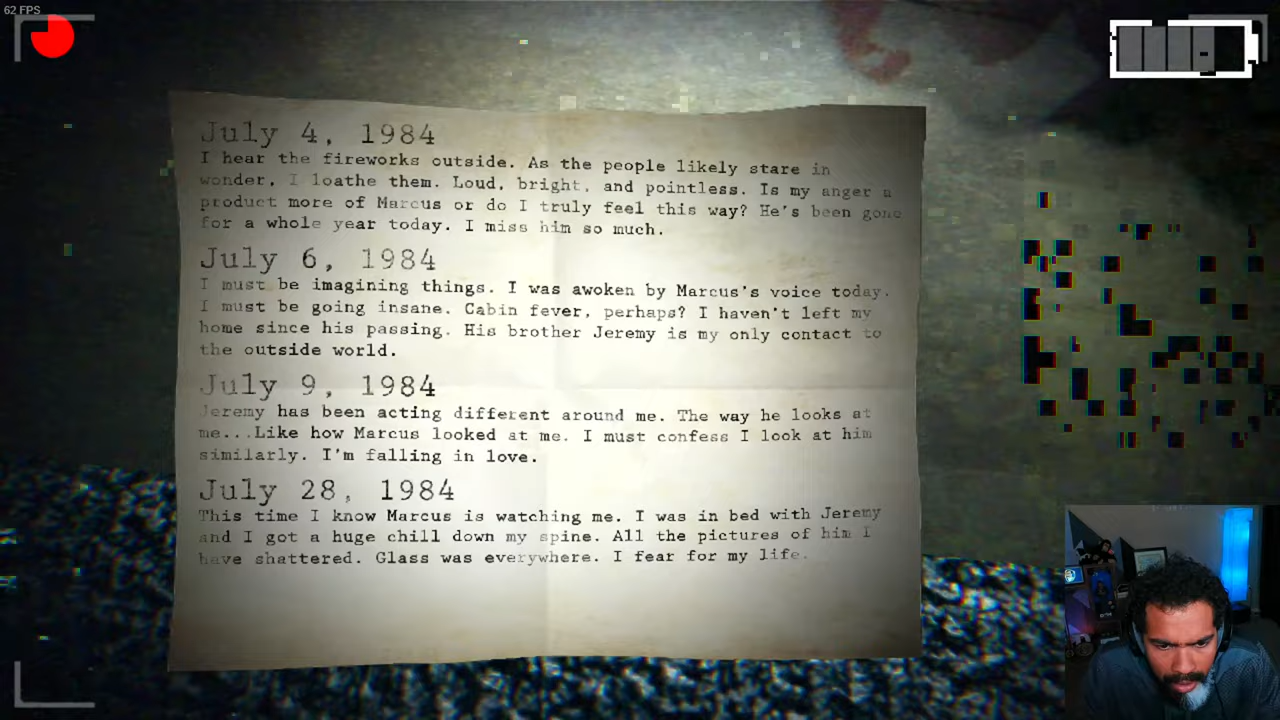 62 FPS
July 4, 1984
I hear the fireworks outside. As the people likely stare in
wonder, I loathe them. Loud, bright, and pointless. Is my anger a
product more of Marcus or do I truly feel this way? He's been gone
for a whole year today. I miss him so much.
July 6, 1984
I must be imagining things. I was awoken by Marcus's voice today.
I must be going insane. Cabin fever, perhaps? I haven't left my
home since his passing. His brother Jeremy is my only contact to
the outside world.
July 9, 1984
Jeremy has been acting different around me. The way he looks at
me...Like how Marcus looked at me. I must confess I look at him
similarly. I'm falling in love.
July 28, 1984
This time I know Marcus is watching me. I was in bed with Jeremy
and I got a huge chill down my spine. All the pictures of him I
have shattered. Glass was everywhere. I fear for my life.